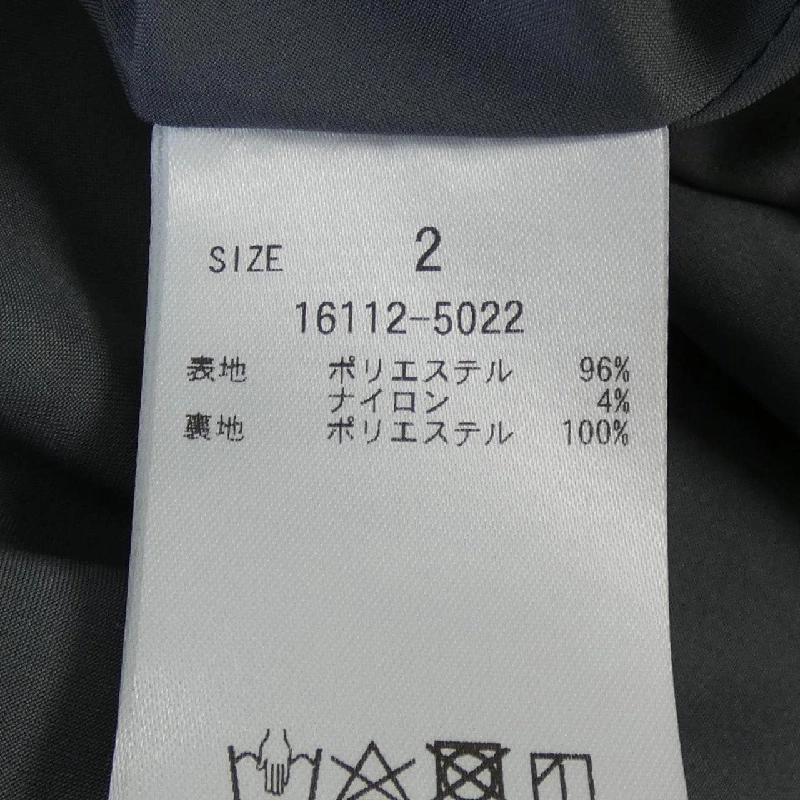 SIZE 2
16112-5022
表地 ポリエステル 96%
ナイロン 4%
裏地 ポリエステル 100%